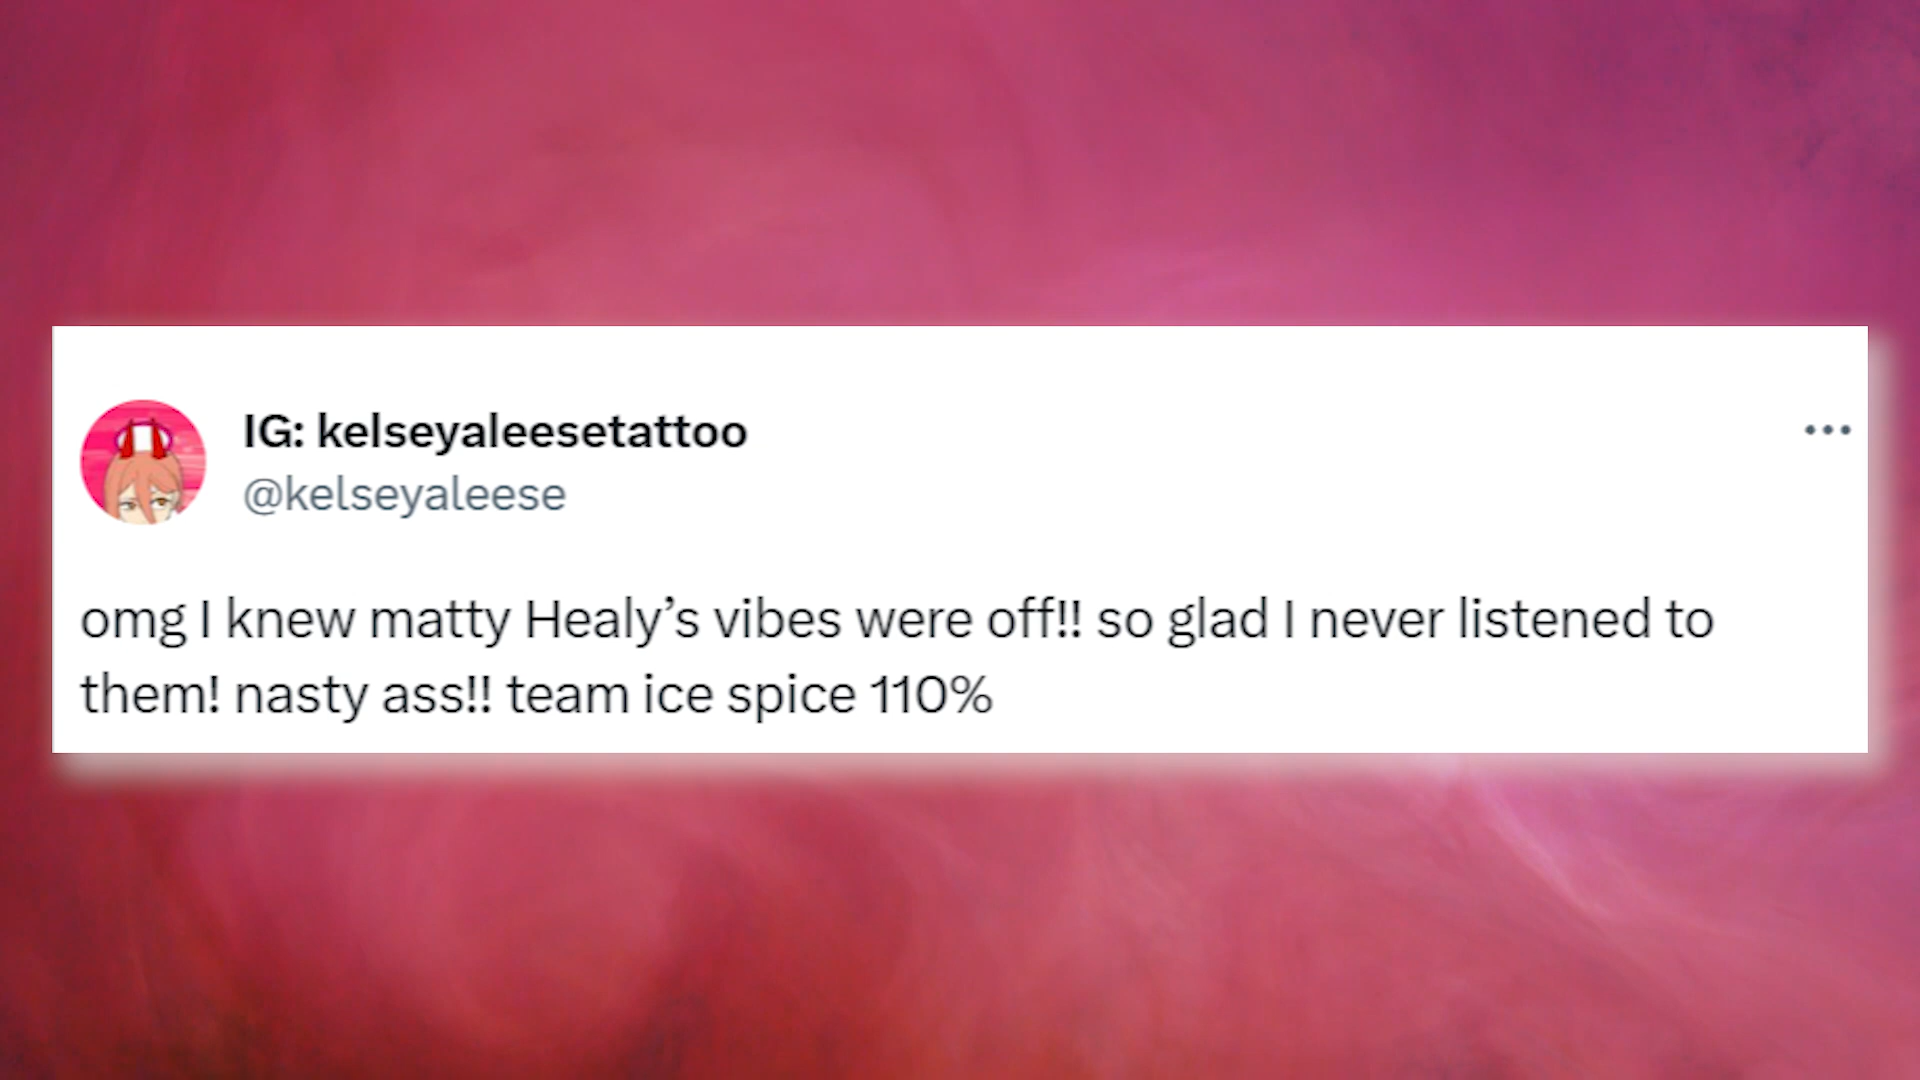 IG: kelseyaleesetattoo
@kelseyaleese
omg I knew matty Healy’s vibes were off!! so glad I never listened to
them! nasty ass!! team ice spice 110%